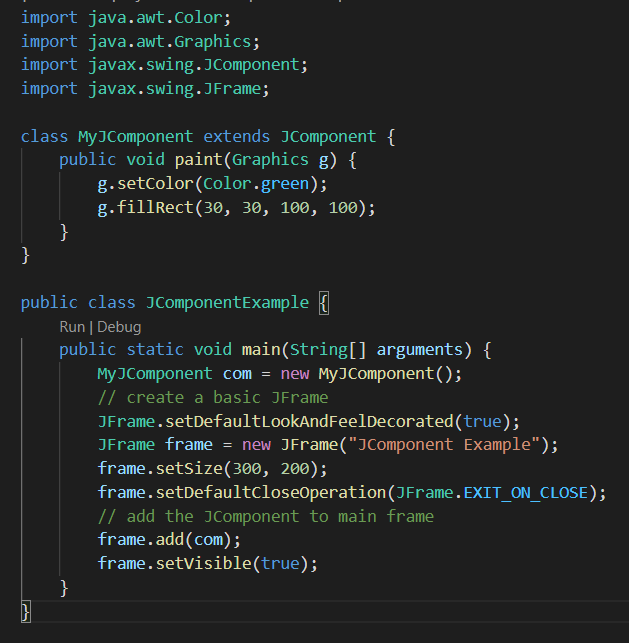 import java.awt.Color;
import java.awt.Graphics;
import javax.swing.JComponent;
import javax.swing.JFrame;

class MyJComponent extends JComponent {
    public void paint(Graphics g) {
        g.setColor(Color.green);
        g.fillRect(30, 30, 100, 100);
    }
}

public class JComponentExample {
    Run | Debug
    public static void main(String[] arguments) {
        MyJComponent com = new MyJComponent();
        // create a basic JFrame
        JFrame.setDefaultLookAndFeelDecorated(true);
        JFrame frame = new JFrame("JComponent Example");
        frame.setSize(300, 200);
        frame.setDefaultCloseOperation(JFrame.EXIT_ON_CLOSE);
        // add the JComponent to main frame
        frame.add(com);
        frame.setVisible(true);
    }
}